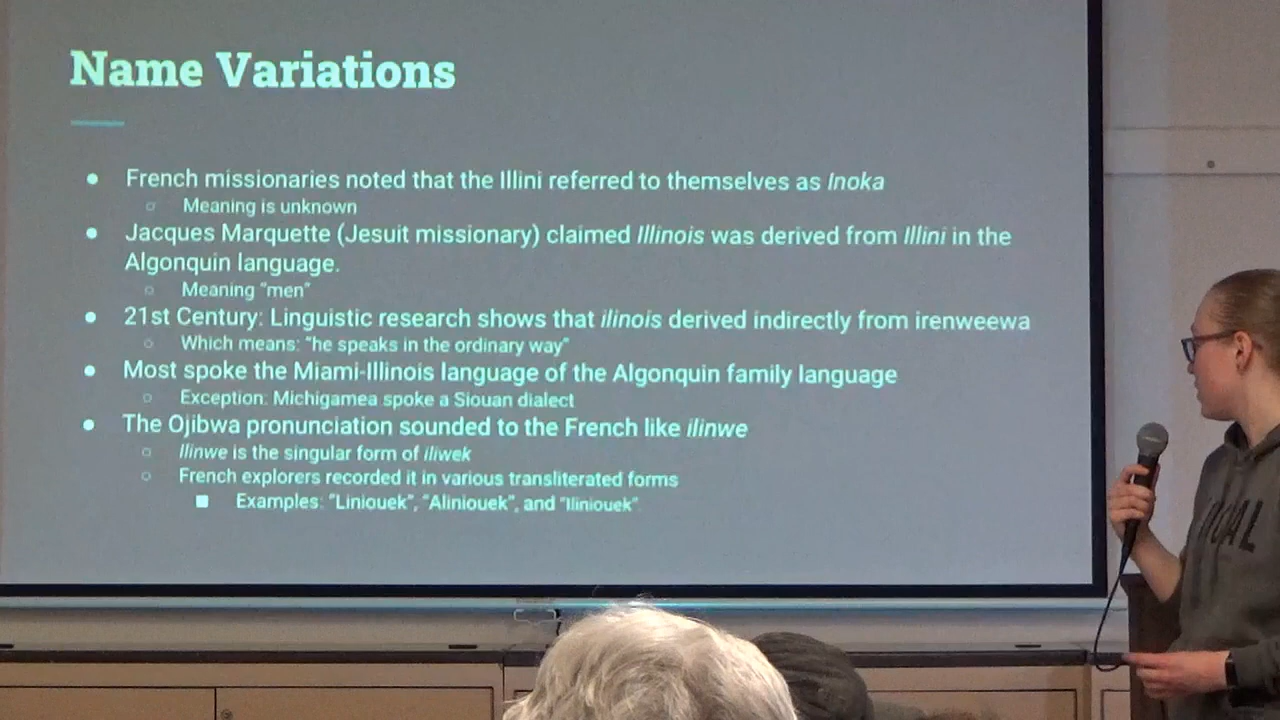 Name Variations
● French missionaries noted that the Illini referred to themselves as Inoka
○ Meaning is unknown
● Jacques Marquette (Jesuit missionary) claimed Illinois was derived from Illini in the
Algonquin language.
○ Meaning "men"
● 21st Century: Linguistic research shows that ilinois derived indirectly from irenweewa
○ Which means: "he speaks in the ordinary way"
● Most spoke the Miami-Illinois language of the Algonquin family language
○ Exception: Michigamea spoke a Siouan dialect
● The Ojibwa pronunciation sounded to the French like ilinwe
○ Ilinwe is the singular form of iliwek
○ French explorers recorded it in various transliterated forms
■ Examples: "Liniouek", "Aliniouek", and "Iliniouek"